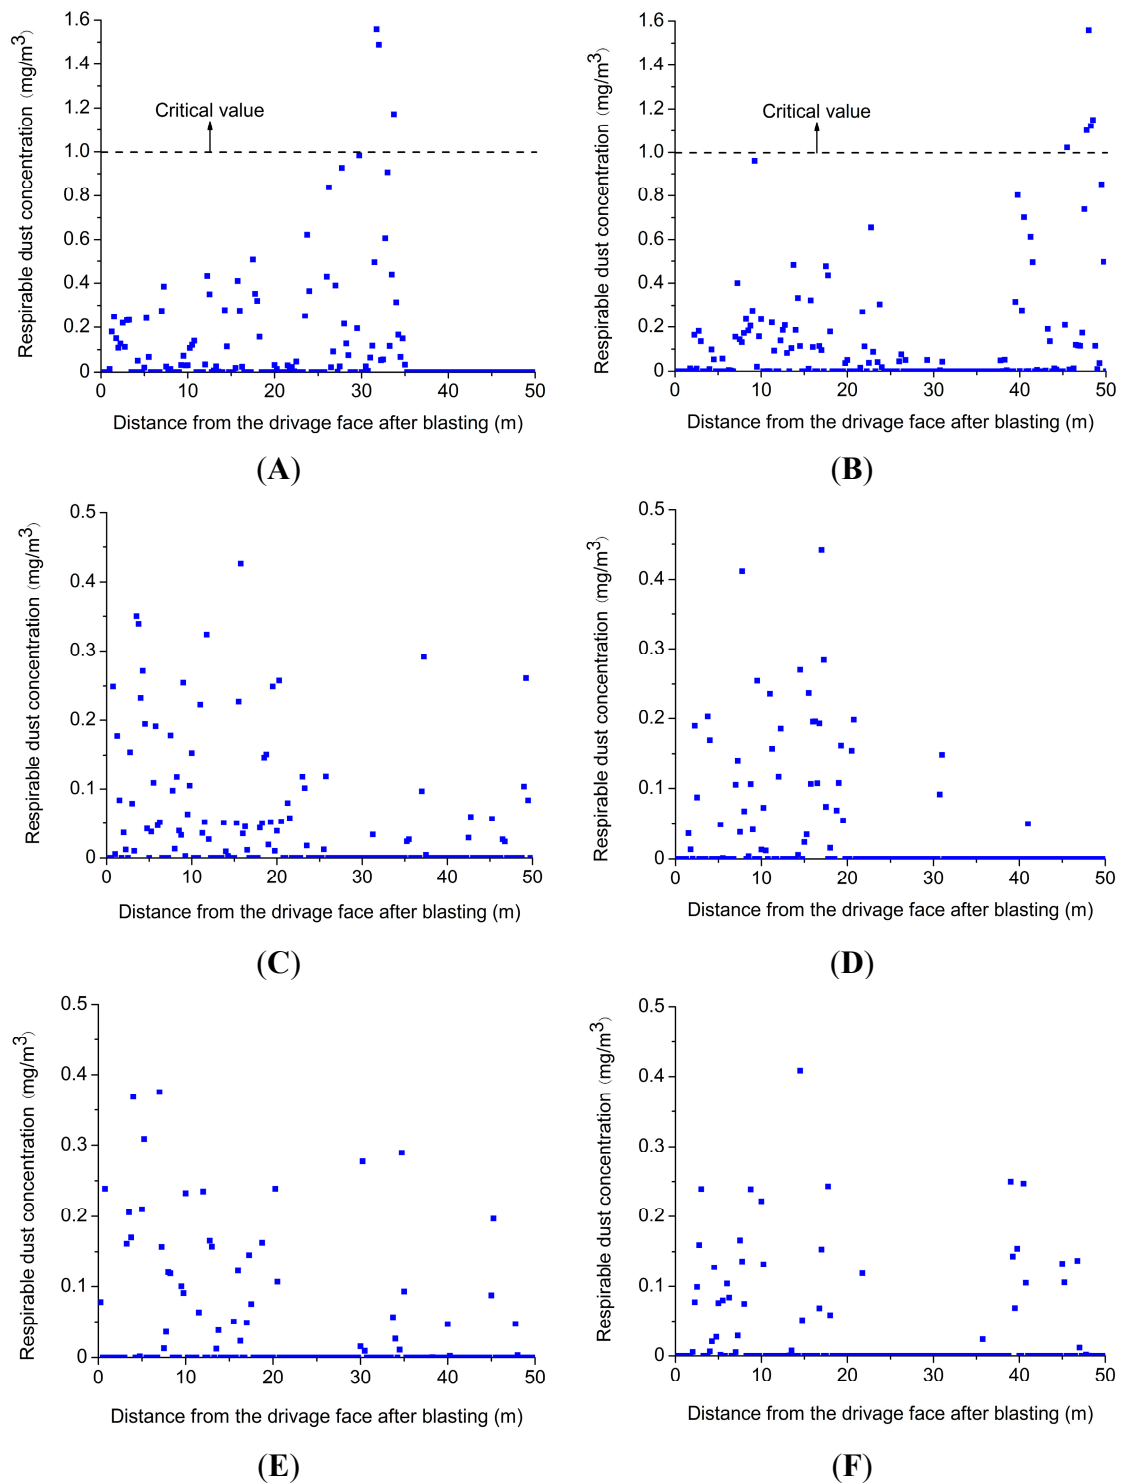 Respirable dust concentration (mg/m³)
1.6
1.4
1.2
1.0
0.8
0.6
0.4
0.2
0
Critical value
0 10 20 30 40 50
Distance from the drivage face after blasting (m)
(A)
Respirable dust concentration (mg/m³)
1.6
1.4
1.2
1.0
0.8
0.6
0.4
0.2
0
Critical value
0 10 20 30 40 50
Distance from the drivage face after blasting (m)
(B)
Respirable dust concentration (mg/m³)
0.5
0.4
0.3
0.2
0.1
0
0 10 20 30 40 50
Distance from the drivage face after blasting (m)
(C)
Respirable dust concentration (mg/m³)
0.5
0.4
0.3
0.2
0.1
0
0 10 20 30 40 50
Distance from the drivage face after blasting (m)
(D)
Respirable dust concentration (mg/m³)
0.5
0.4
0.3
0.2
0.1
0
0 10 20 30 40 50
Distance from the drivage face after blasting (m)
(E)
Respirable dust concentration (mg/m³)
0.5
0.4
0.3
0.2
0.1
0
0 10 20 30 40 50
Distance from the drivage face after blasting (m)
(F)